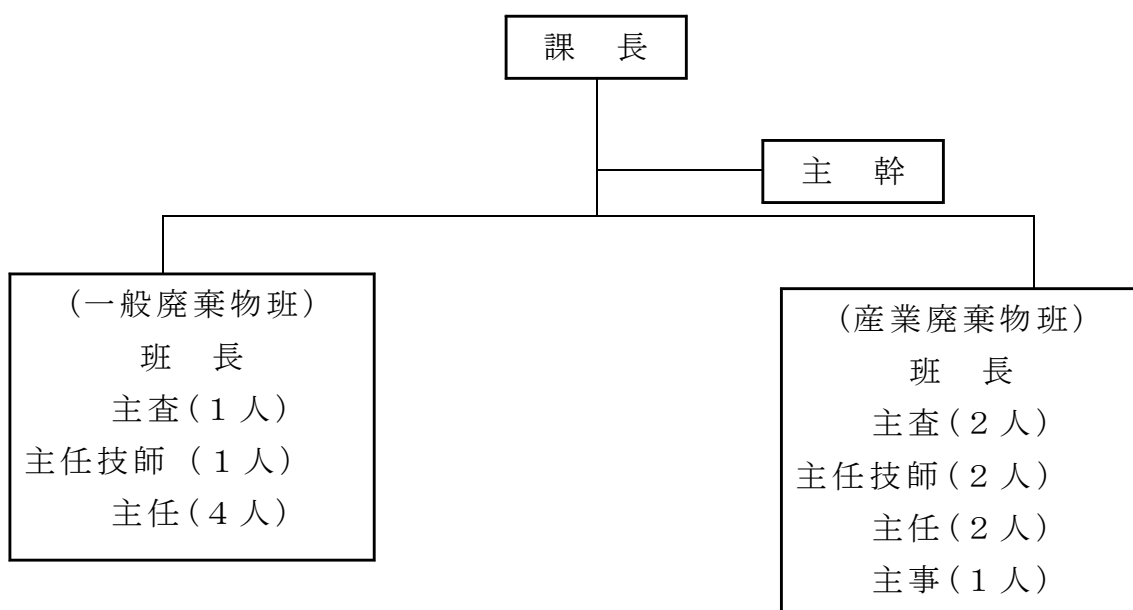 課　長
主　幹
(一般廃棄物班)
班　長
主査(１人)
主任技師 (１人)
主任(４人)
(産業廃棄物班)
班　長
主査(２人)
主任技師(２人)
主任(２人)
主事(１人)